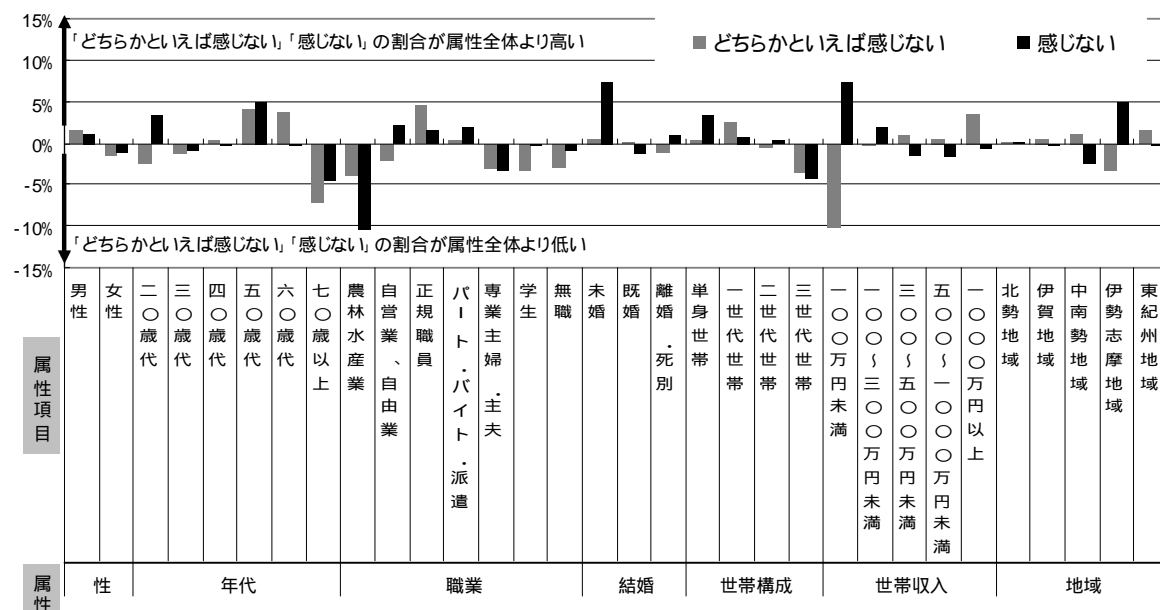 15%
「どちらかといえば感じない」「感じない」の割合が属性全体より高い
どちらかといえば感じない
感じない
10%
5%
0%
-5%
-10%
「どちらかといえば感じない」「感じない」の割合が属性全体より低い
-15%
属性項目
男性
女性
二〇歳代
三〇歳代
四〇歳代
五〇歳代
六〇歳代
七〇歳以上
農林水産業
自営業、自由業
正規職員
パート・バイト・派遣
専業主婦・主夫
学生
無職
未婚
既婚
離婚・死別
単身世帯
一世代世帯
二世代世帯
三世代世帯
一〇〇万円未満
一〇〇～三〇〇万円未満
三〇〇～五〇〇万円未満
五〇〇～一〇〇〇万円未満
一〇〇〇万円以上
北勢地域
伊賀地域
中南勢地域
伊勢志摩地域
東紀州地域
属性
性
年代
職業
結婚
世帯構成
世帯収入
地域